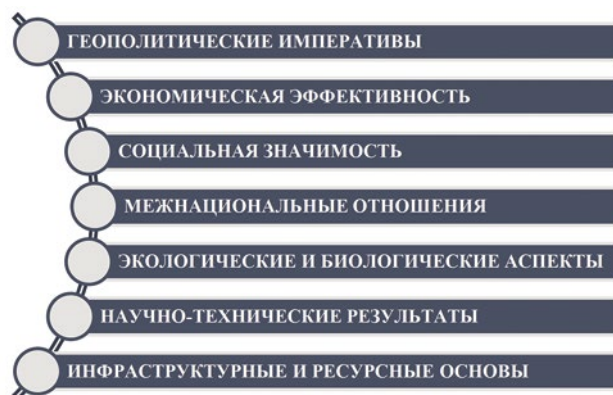 ГЕОПОЛИТИЧЕСКИЕ ИМПЕРАТИВЫ
ЭКОНОМИЧЕСКАЯ ЭФФЕКТИВНОСТЬ
СОЦИАЛЬНАЯ ЗНАЧИМОСТЬ
МЕЖНАЦИОНАЛЬНЫЕ ОТНОШЕНИЯ
ЭКОЛОГИЧЕСКИЕ И БИОЛОГИЧЕСКИЕ АСПЕКТЫ
НАУЧНО-ТЕХНИЧЕСКИЕ РЕЗУЛЬТАТЫ
ИНФРАСТРУКТУРНЫЕ И РЕСУРСНЫЕ ОСНОВЫ